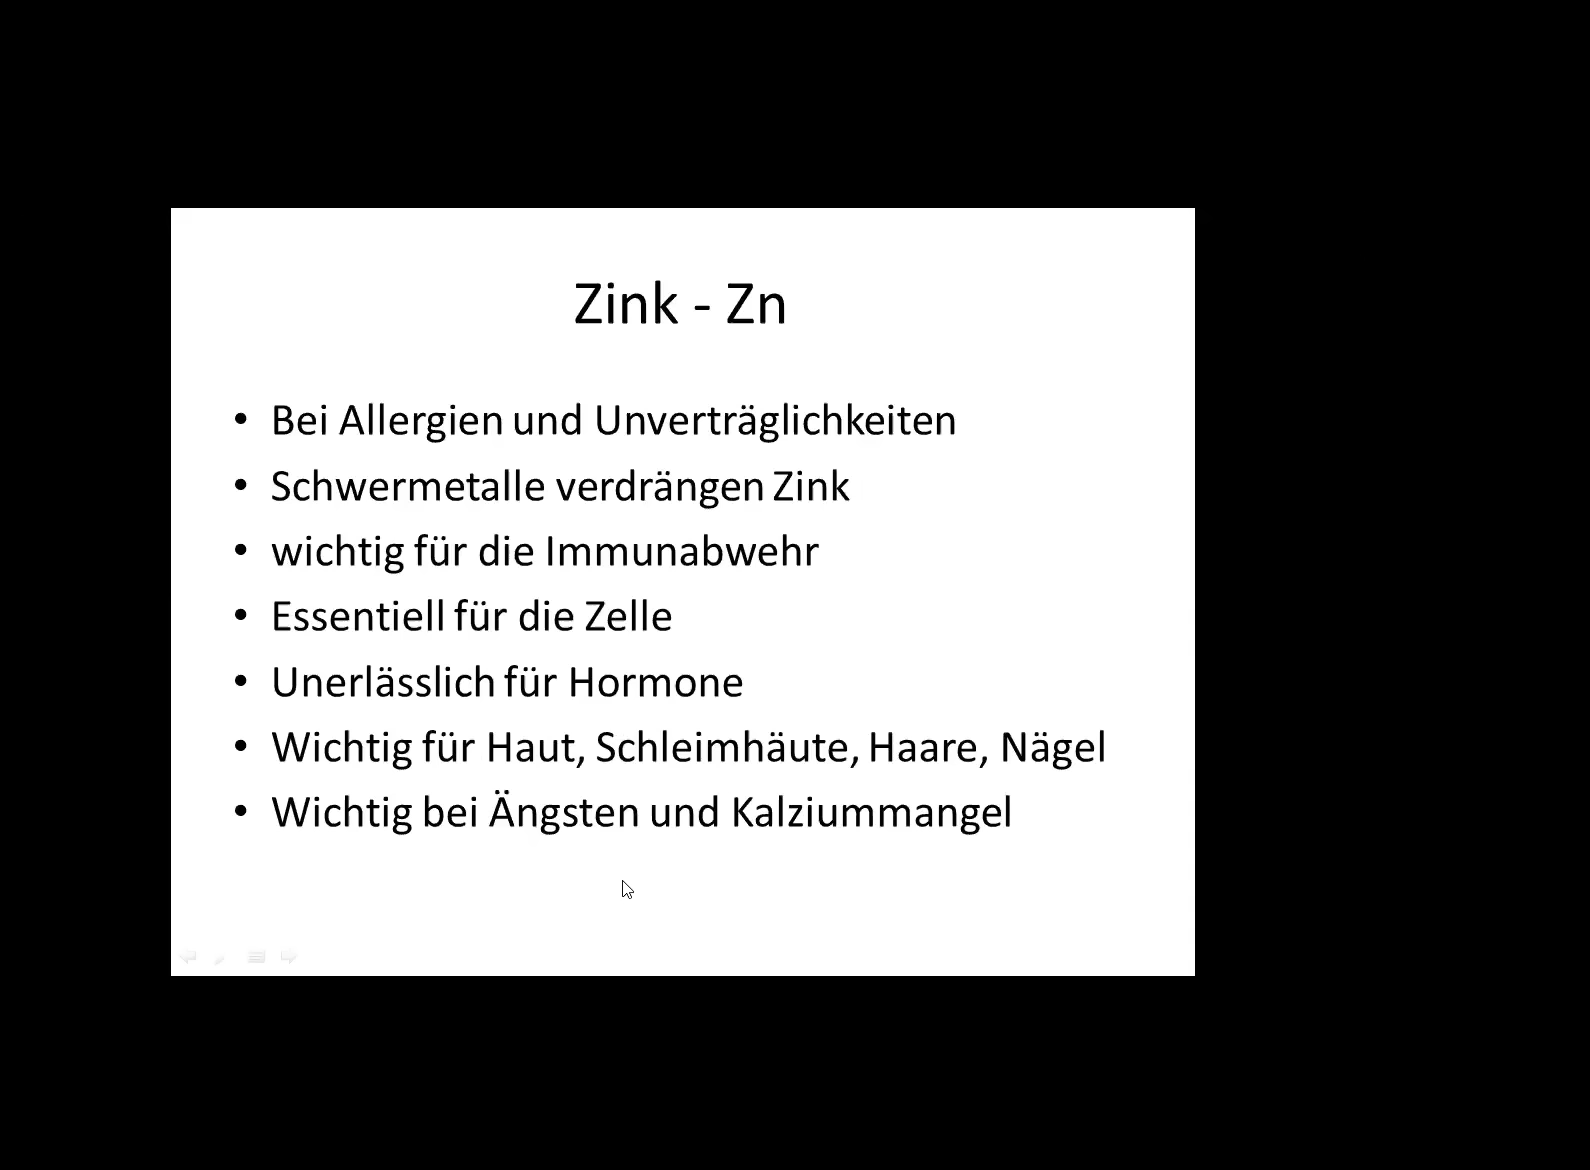 Zink - Zn
• Bei Allergien und Unverträglichkeiten
• Schwermetalle verdrängen Zink
• wichtig für die Immunabwehr
• Essentiell für die Zelle
• Unerlässlich für Hormone
• Wichtig für Haut, Schleimhäute, Haare, Nägel
• Wichtig bei Ängsten und Kalziummangel